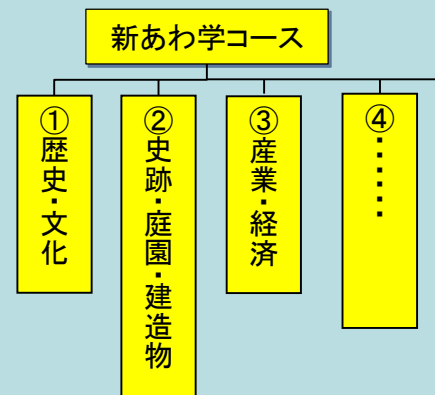 新あわ学コース
①歴史・文化
②史跡・庭園・建造物
③産業・経済
④・・・・・